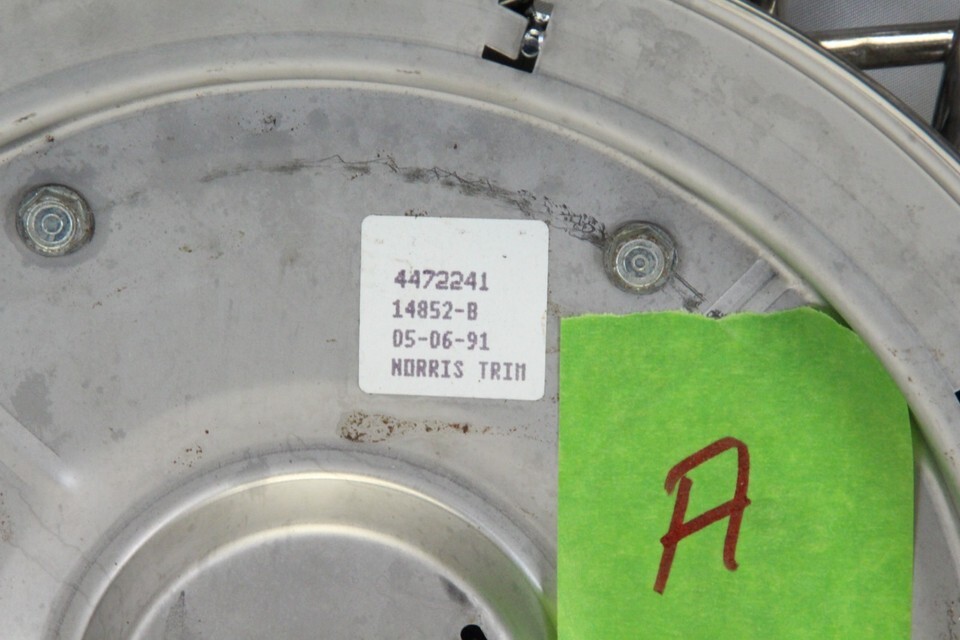 4472241
14852-B
05-06-91
NORRIS TRIM
A